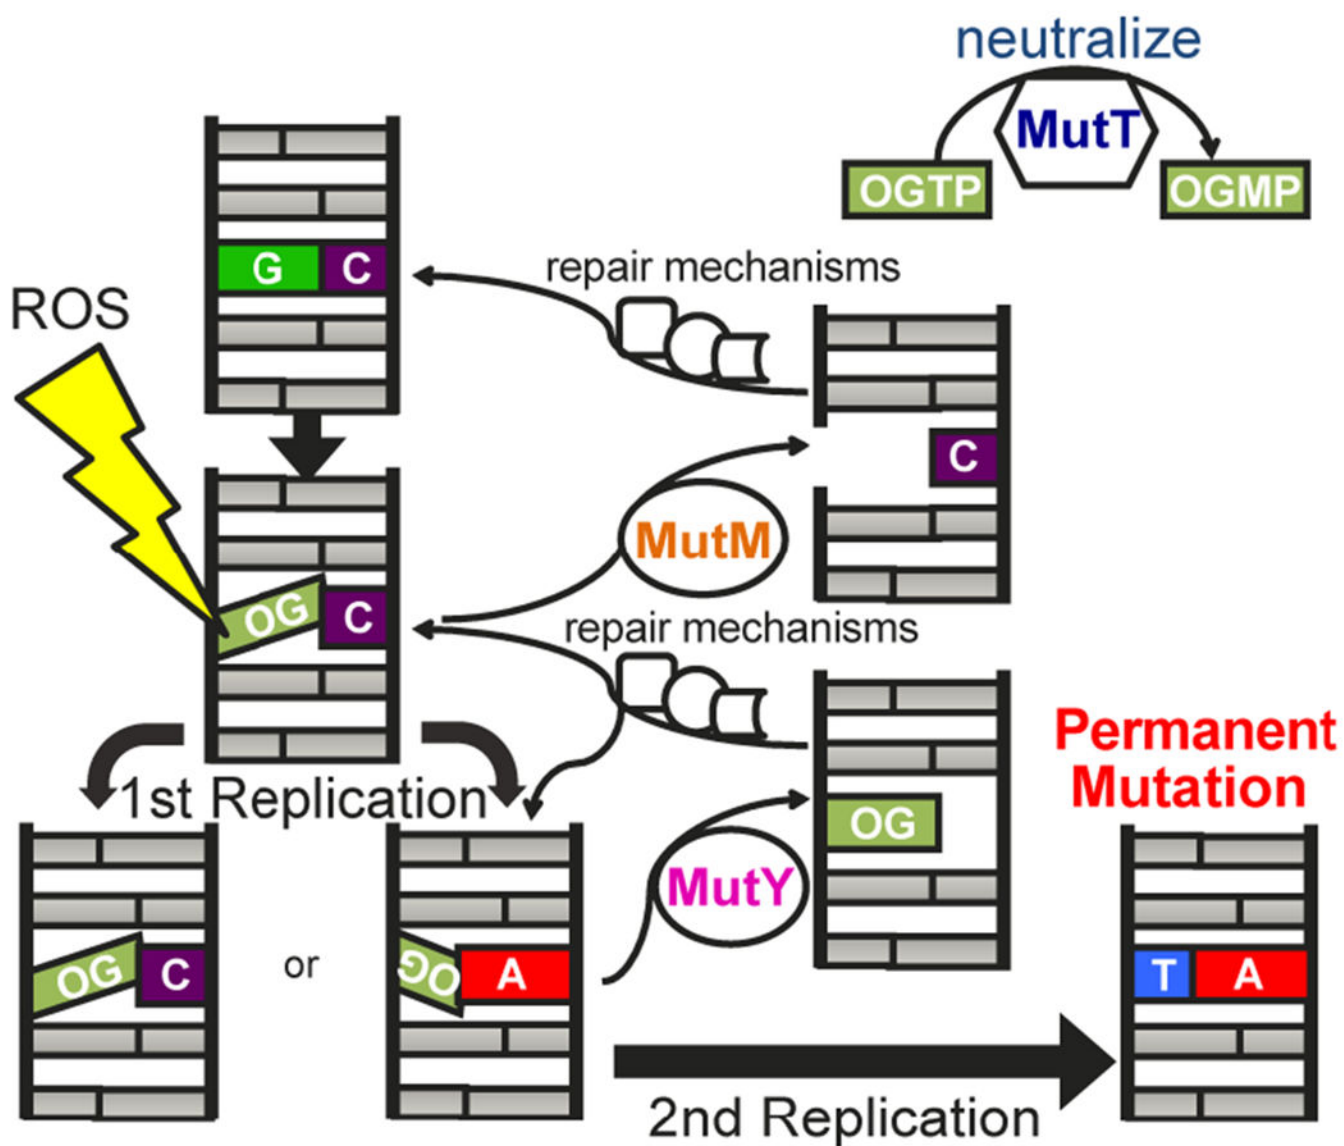 neutralize
MutT
OGTP
OGMP
G C
repair mechanisms
ROS
C
MutM
OG C
repair mechanisms
1st Replication
OG
MutY
Permanent
Mutation
OG C
or
OG A
T A
2nd Replication